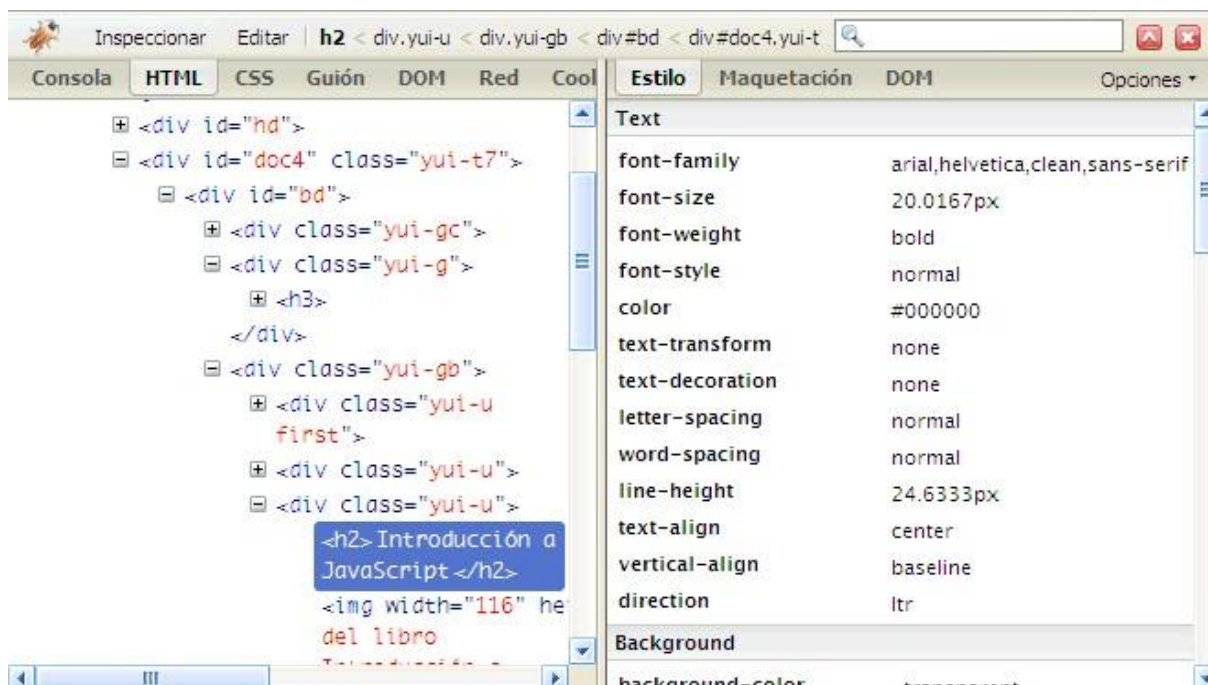 Inspeccionar Editar h2 < div.yui-u < div.yui-gb < div#bd < div#doc4.yui-t
Consola HTML CSS Guión DOM Red Cool
<div id="hd">
<div id="doc4" class="yui-t7">
<div id="bd">
<div class="yui-gc">
<div class="yui-g">
<h3>
</div>
<div class="yui-gb">
<div class="yui-u
first">
<div class="yui-u">
<div class="yui-u">
<h2>Introducción a
JavaScript</h2>
<img width="116" he
del libro
Introducción a
Estilo Maquetación DOM Opciones
Text
font-family arial,helvetica,clean,sans-serif
font-size 20.0167px
font-weight bold
font-style normal
color #000000
text-transform none
text-decoration none
letter-spacing normal
word-spacing normal
line-height 24.6333px
text-align center
vertical-align baseline
direction ltr
Background
background-color transparent